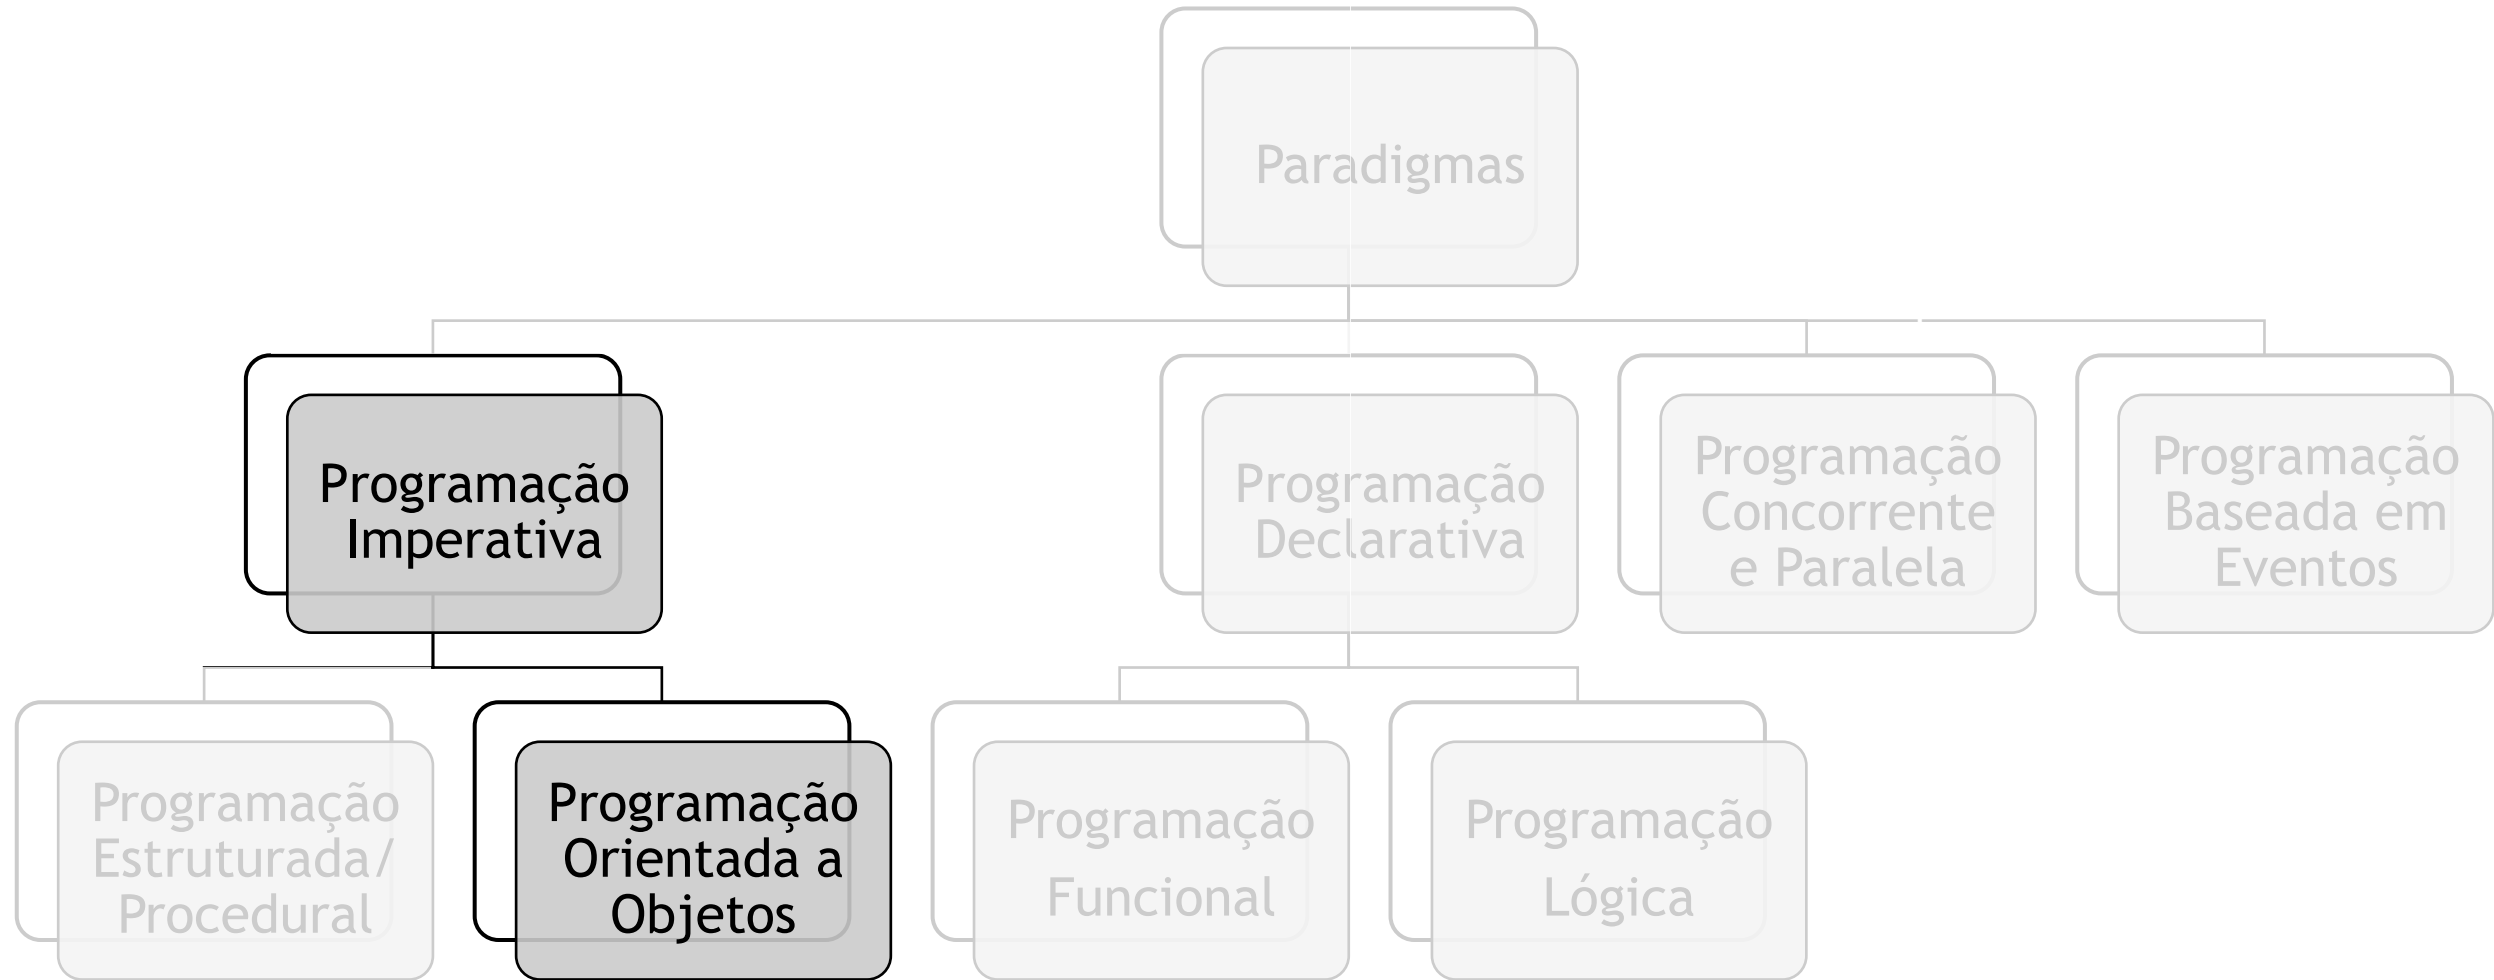 Paradigmas
Programação
Imperativa
Programação
Declarativa
Programação
Concorrente
e Paralela
Programação
Baseada em
Eventos
Programação
Estruturada/
Procedural
Programação
Orientada a
Objetos
Programação
Funcional
Programação
Lógica